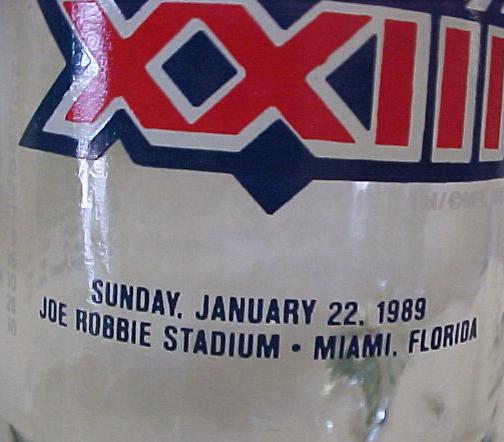 XXIII
SUNDAY, JANUARY 22, 1989
JOE ROBBIE STADIUM • MIAMI, FLORIDA